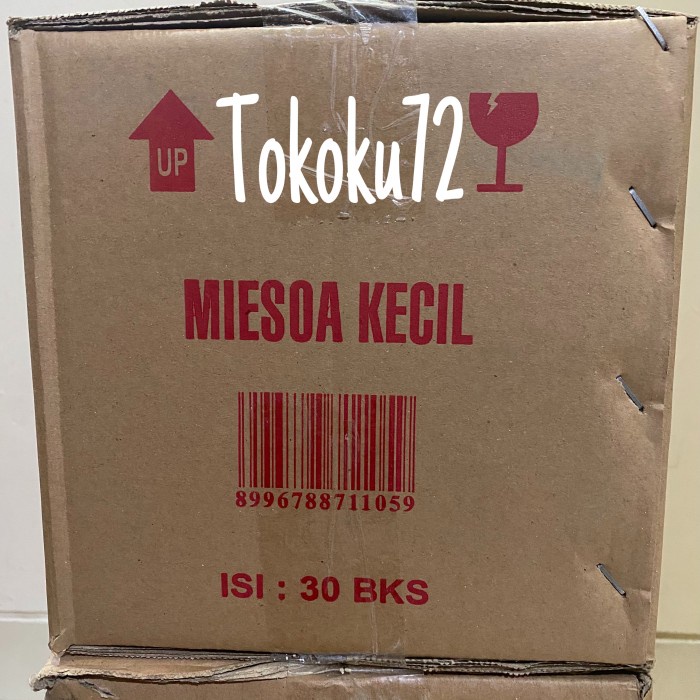 UP
Tokoku72
MIESOA KECIL
8996788711059
ISI : 30 BKS